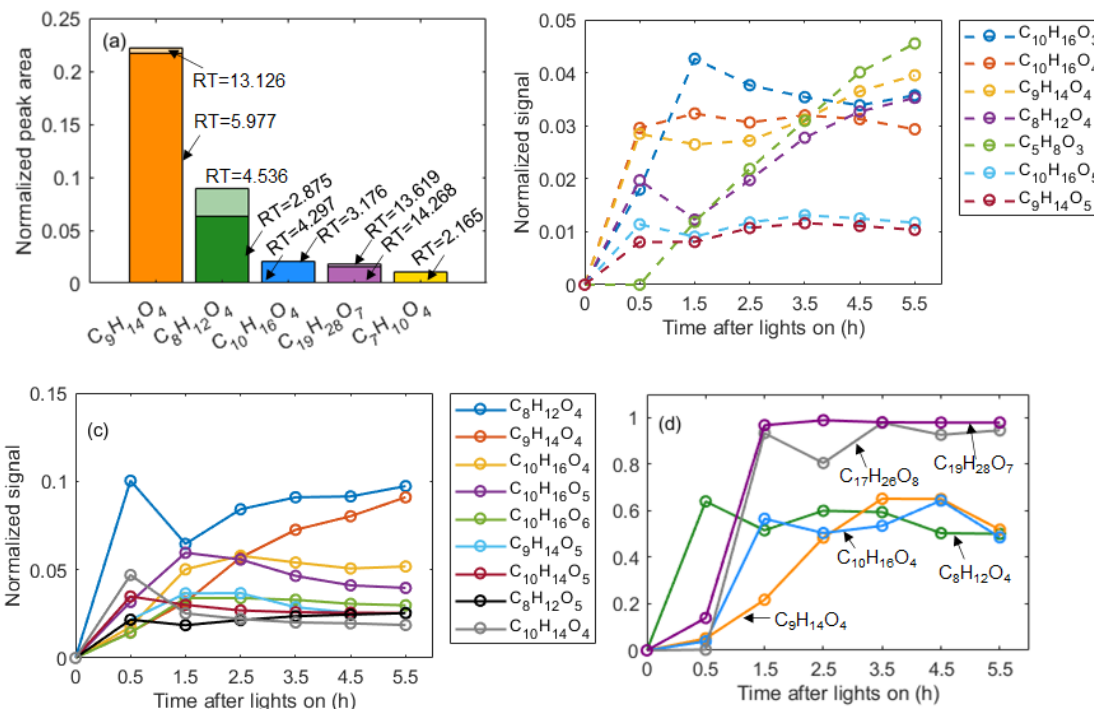 (a)
Normalized peak area
0.25
0.2
0.15
0.1
0.05
0
RT=13.126
RT=5.977
RT=4.536
RT=2.875
RT=4.297
RT=3.176
RT=13.619
RT=14.268
RT=2.165
C9H14O4
C8H12O4
C10H16O4
C19H28O7
C7H10O4
Normalized signal
0.05
0.04
0.03
0.02
0.01
0
0 0.5 1.5 2.5 3.5 4.5 5.5
Time after lights on (h)
C10H16O3
C10H16O4
C9H14O4
C8H12O4
C5H8O3
C10H16O5
C9H14O5
(c)
Normalized signal
0.15
0.1
0.05
0
0 0.5 1.5 2.5 3.5 4.5 5.5
Time after lights on (h)
C8H12O4
C9H14O4
C10H16O4
C10H16O5
C10H16O6
C9H14O5
C10H14O5
C8H12O5
C10H14O4
(d)
1
0.8
0.6
0.4
0.2
0
C19H28O7
C17H26O8
C10H16O4
C8H12O4
C9H14O4
0 0.5 1.5 2.5 3.5 4.5 5.5
Time after lights on (h)